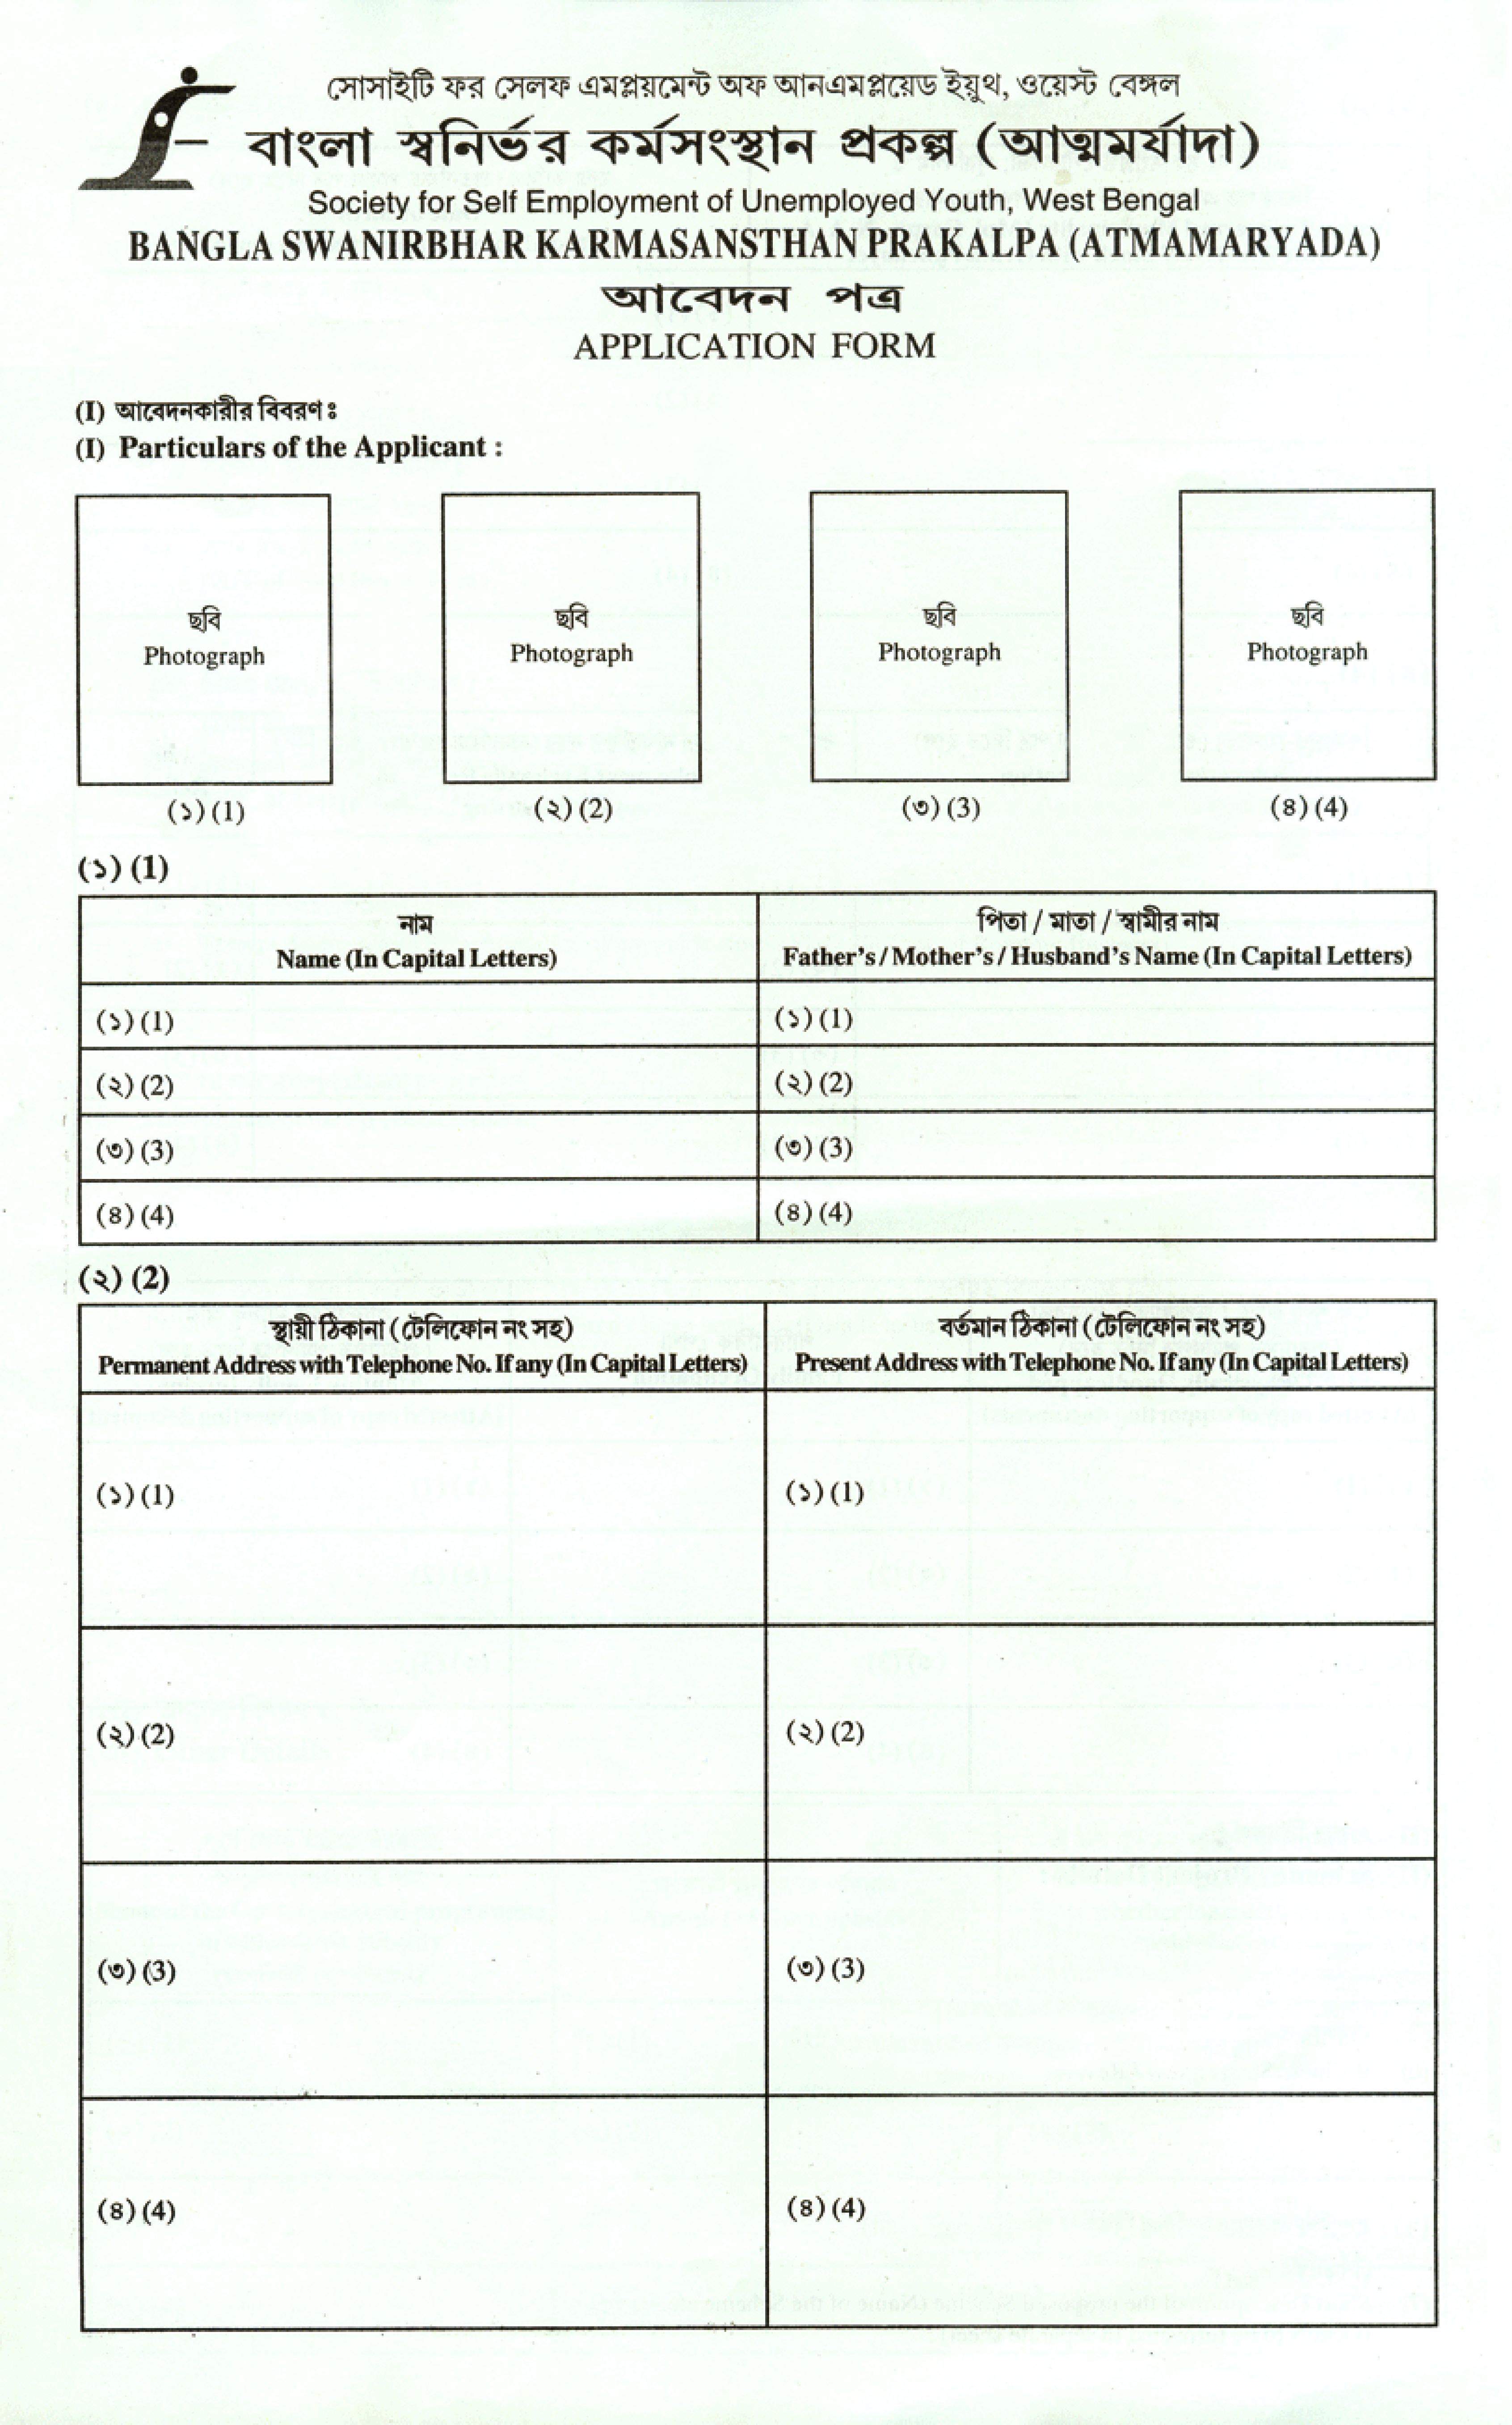 সোসাইটি ফর সেলফ এমপ্লয়মেন্ট অফ আনএমপ্লয়েড ইয়ুথ, ওয়েস্ট বেঙ্গল
বাংলা স্বনির্ভর কর্মসংস্থান প্রকল্প (আত্মমর্যাদা)
Society for Self Employment of Unemployed Youth, West Bengal
BANGLA SWANIRBHAR KARMASANSTHAN PRAKALPA (ATMAMARYADA)
আবেদন পত্র
APPLICATION FORM
(I) আবেদনকারীর বিবরণঃ
(I) Particulars of the Applicant :
ছবি ছবি ছবি ছবি
Photograph Photograph Photograph Photograph
(১) (1) (২) (2) (৩) (3) (৪) (4)
(১) (1)
নাম পিতা / মাতা / স্বামীর নাম
Name (In Capital Letters) Father's / Mother's / Husband's Name (In Capital Letters)
(১) (1) (১) (1)
(২) (2) (২) (2)
(৩) (3) (৩) (3)
(৪) (4) (৪) (4)
(২) (2)
স্থায়ী ঠিকানা (টেলিফোন নং সহ) বর্তমান ঠিকানা (টেলিফোন নং সহ)
Permanent Address with Telephone No. If any (In Capital Letters) Present Address with Telephone No. If any (In Capital Letters)
(১) (1) (১) (1)
(২) (2) (২) (2)
(৩) (3) (৩) (3)
(৪) (4) (৪) (4)